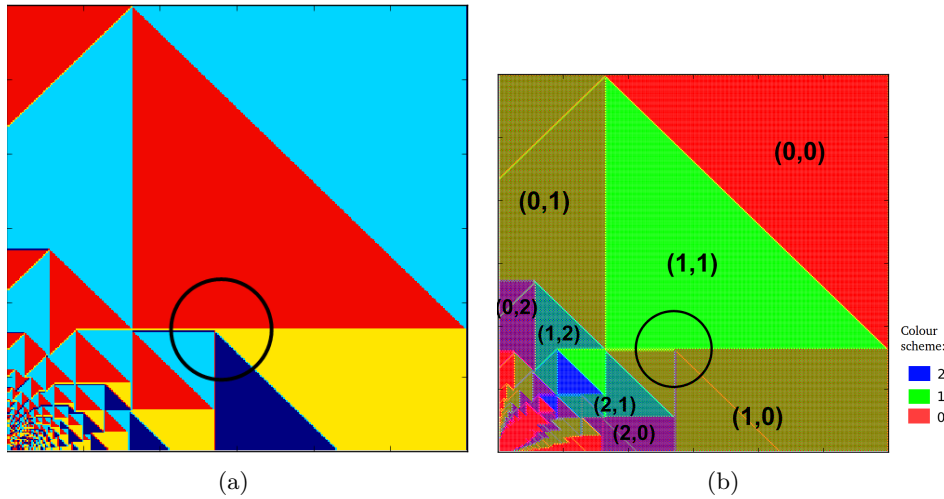 (0,0)
(0,1)
(1,1)
(0,2)
(1,2)
Colour
scheme:
2
1
0
(2,1)
(1,0)
(2,0)
(a)
(b)